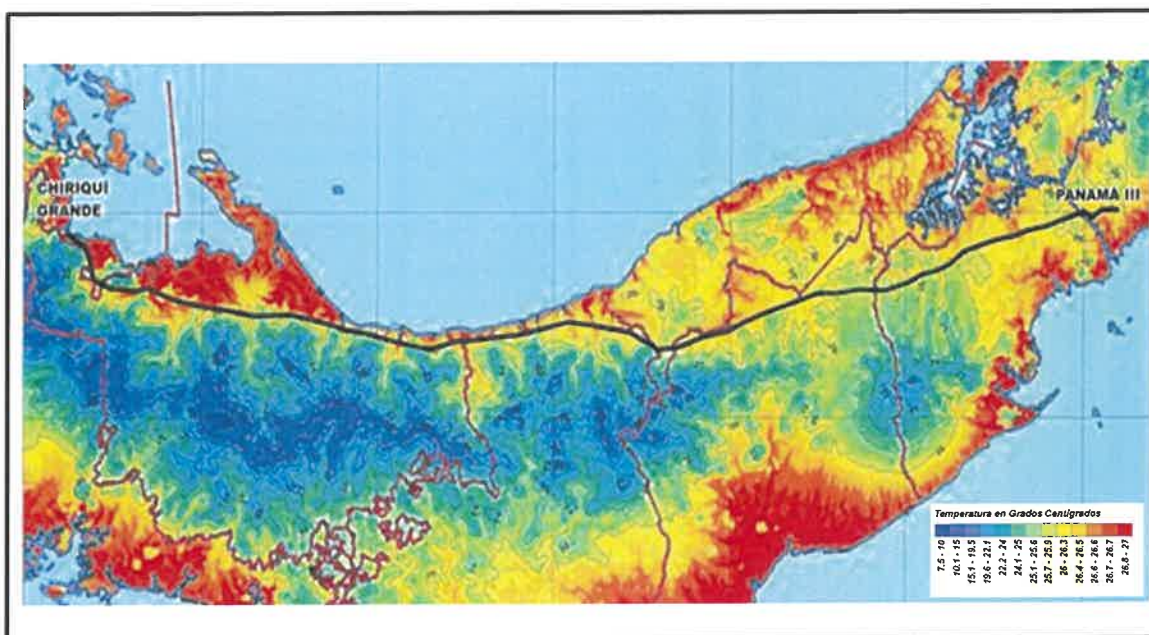 CHIRIQUI
GRANDE
PANAMA III
Temperatura en Grados Centígrados
7.5 - 10
10.1 - 15
15.1 - 19.5
19.6 - 22.1
22.2 - 24
24.1 - 25
25.1 - 25.6
25.7 - 25.9
26 - 26.3
26.4 - 26.5
26.6 - 26.6
26.7 - 26.7
26.8 - 27